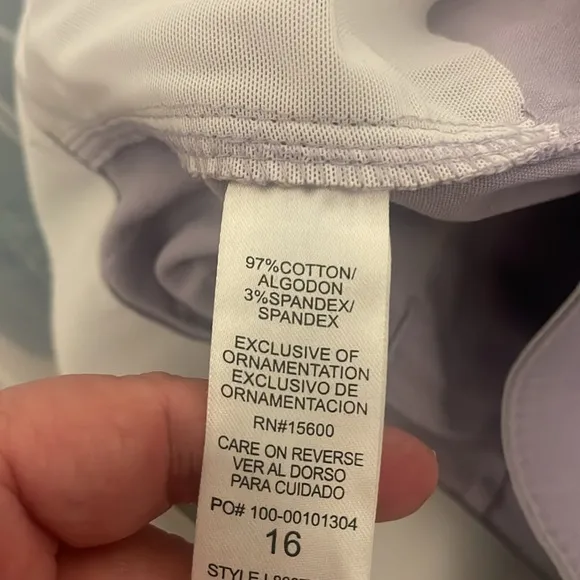 97%COTTON/
ALGODON
3%SPANDEX/
SPANDEX
EXCLUSIVE OF
ORNAMENTATION
EXCLUSIVO DE
ORNAMENTACION
RN#15600
CARE ON REVERSE
VER AL DORSO
PARA CUIDADO
PO# 100-00101304
16
STYLE